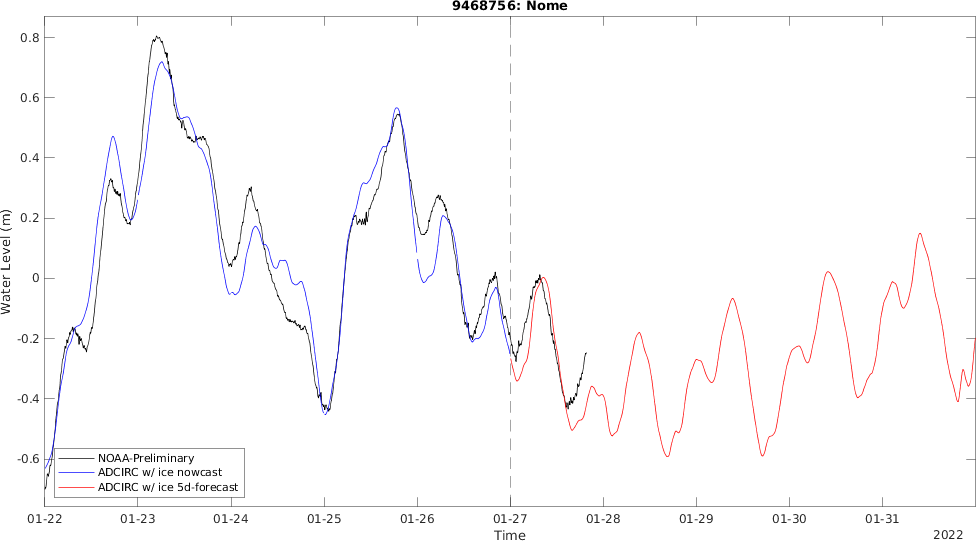 9468756: Nome
Water Level (m)
0.8
0.6
0.4
0.2
0
-0.2
-0.4
-0.6
NOAA-Preliminary
ADCIRC w/ ice nowcast
ADCIRC w/ ice 5d-forecast
01-22 01-23 01-24 01-25 01-26 01-27 01-28 01-29 01-30 01-31
Time
2022